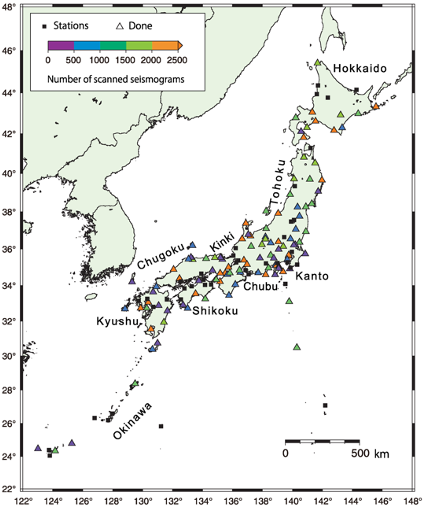 Stations Done
0 500 1000 1500 2000 2500
Number of scanned seismograms
48°
46°
44°
42°
40°
38°
36°
34°
32°
30°
28°
26°
24°
22°
Hokkaido
Tohoku
Chugoku
Kinki
Kanto
Chubu
Shikoku
Kyushu
Okinawa
0 500 km
122° 124° 126° 128° 130° 132° 134° 136° 138° 140° 142° 144° 146° 148°